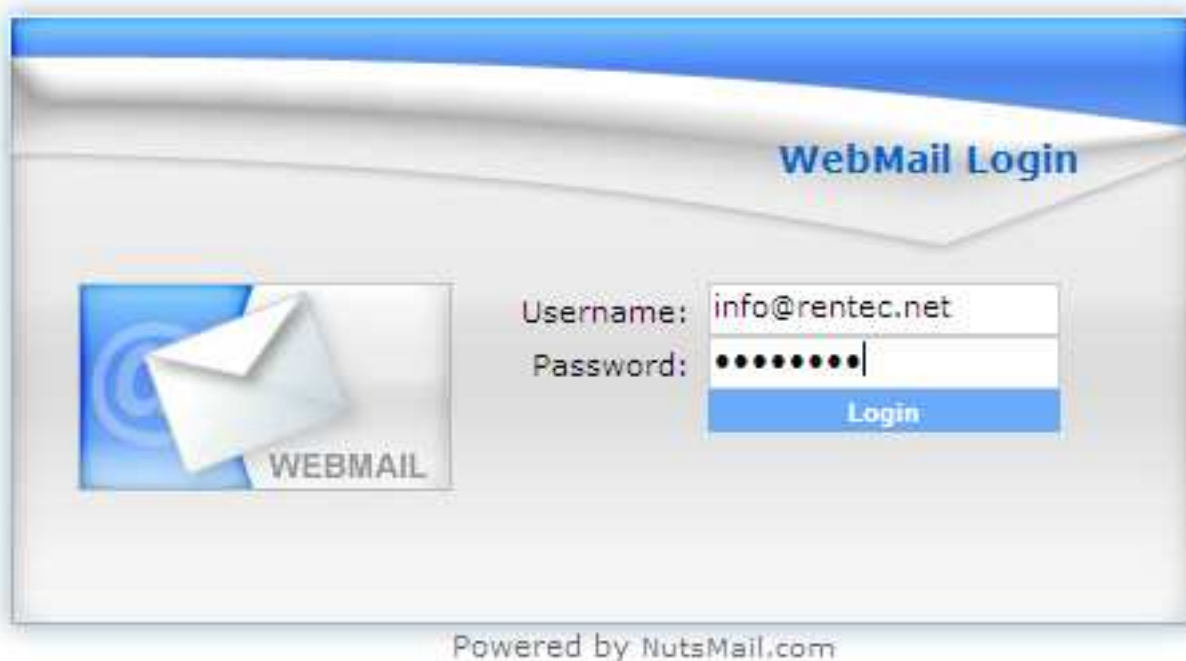 WebMail Login
WEBMAIL
Username: info@rentec.net
Password: ••••••••
Login
Powered by NutsMail.com